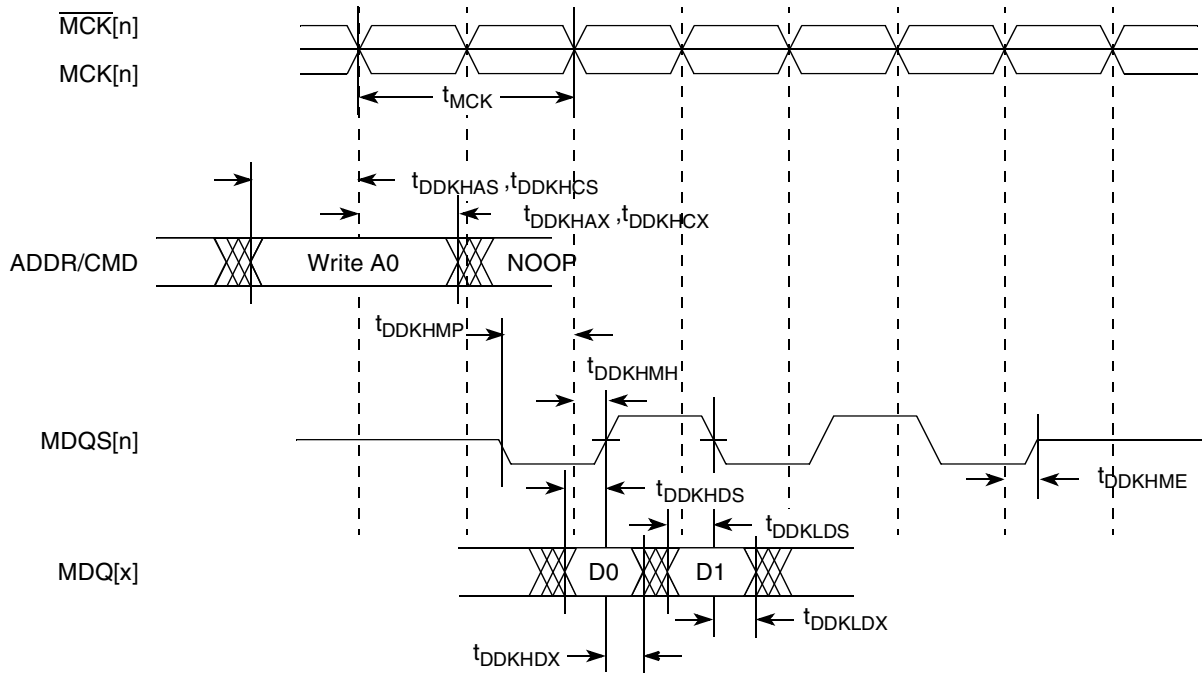 MCK[n]
MCK[n]
tMCK
tDDKHAS ,tDDKHCS
tDDKHAX ,tDDKHCX
ADDR/CMD
Write A0
NOOP
tDDKHMP
tDDKHMH
MDQS[n]
tDDKHME
tDDKHDS
tDDKLDS
MDQ[x]
D0
D1
tDDKLDX
tDDKHDX